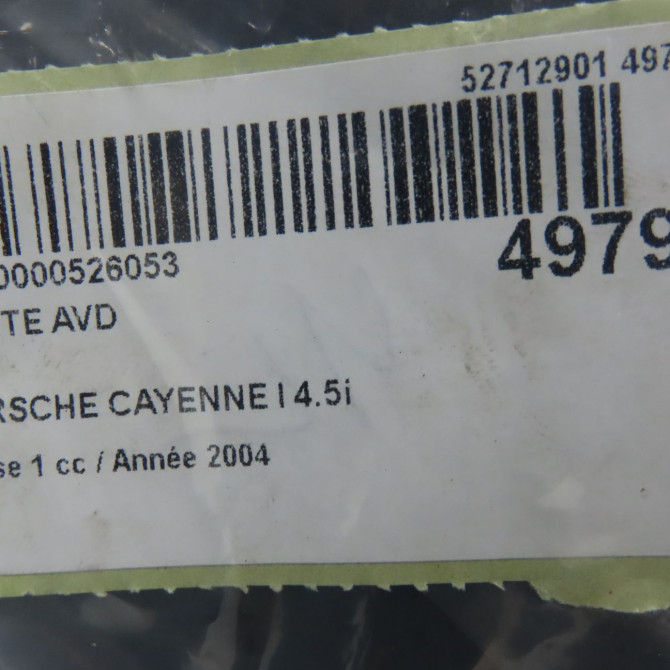 52712901 497
0000526053
4979
TE AVD
RSCHE CAYENNE I 4.5i
se 1 cc / Année 2004